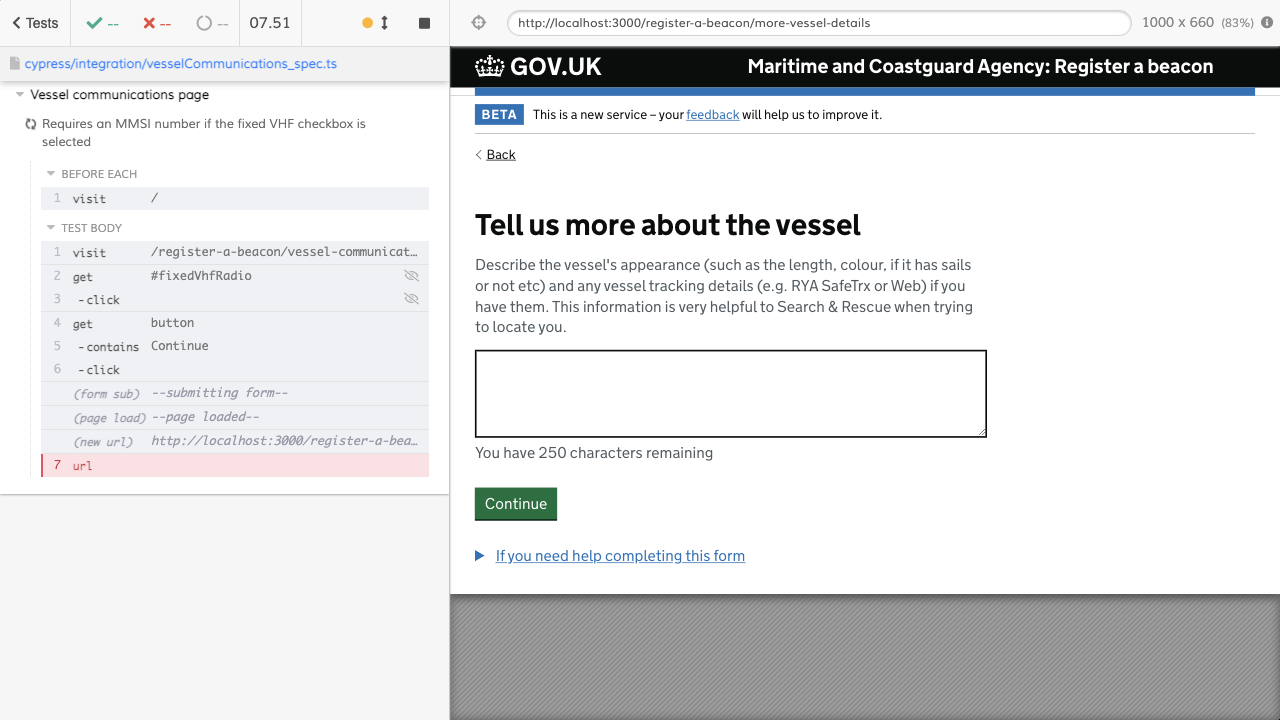 Tests
--
--
--
07.51
http://localhost:3000/register-a-beacon/more-vessel-details
1000 x 660 (83%)
cypress/integration/vesselCommunications_spec.ts
Vessel communications page
Requires an MMSI number if the fixed VHF checkbox is
selected
BEFORE EACH
1 visit /
TEST BODY
1 visit /register-a-beacon/vessel-communicat…
2 get #fixedVhfRadio
3 -click
4 get button
5 -contains Continue
6 -click
(form sub) --submitting form--
(page load) --page loaded--
(new url) http://localhost:3000/register-a-bea…
7 url
GOV.UK
Maritime and Coastguard Agency: Register a beacon
BETA This is a new service – your feedback will help us to improve it.
Back
Tell us more about the vessel
Describe the vessel's appearance (such as the length, colour, if it has sails
or not etc) and any vessel tracking details (e.g. RYA SafeTrx or Web) if you
have them. This information is very helpful to Search & Rescue when trying
to locate you.
You have 250 characters remaining
Continue
If you need help completing this form